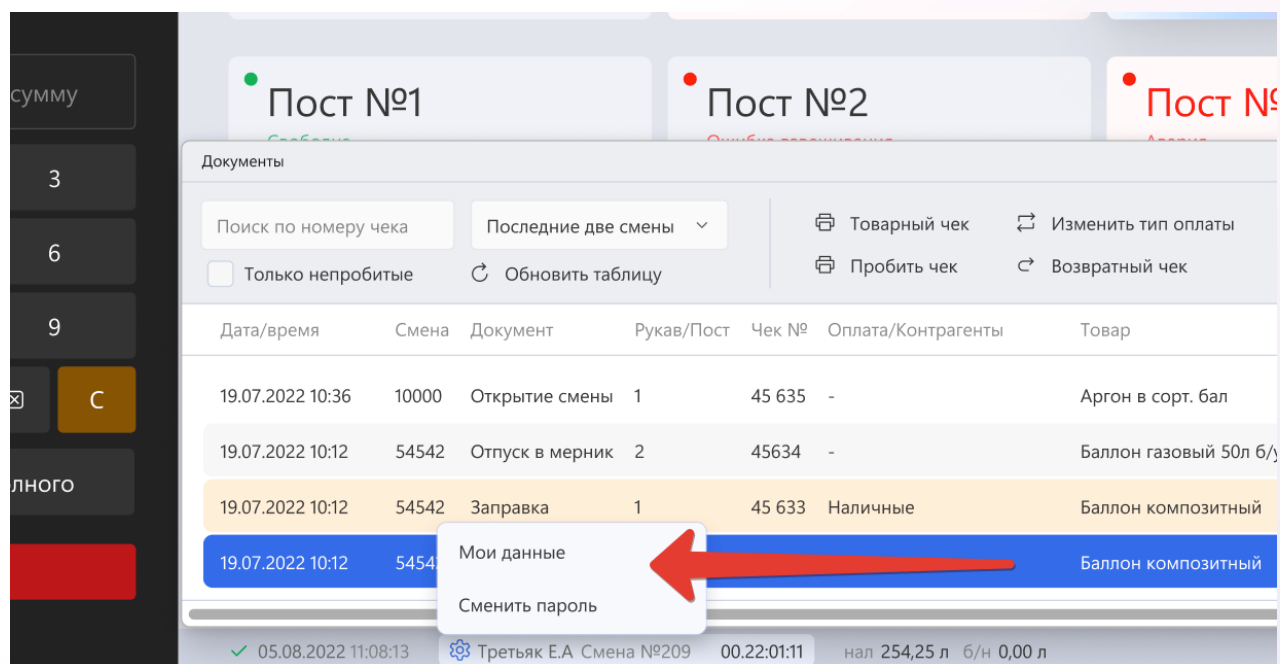 сумму
3
6
9
C
лного
Пост №1
Свободно
Пост №2
Ошибка взвешивания
Пост №
Авария
Документы
Поиск по номеру чека
Последние две смены
Товарный чек
Изменить тип оплаты
Только непробитые
Обновить таблицу
Пробить чек
Возвратный чек
Дата/время Смена Документ Рукав/Пост Чек № Оплата/Контрагенты Товар
19.07.2022 10:36 10000 Открытие смены 1 45 635 - Аргон в сорт. бал
19.07.2022 10:12 54542 Отпуск в мерник 2 45634 - Баллон газовый 50л б/у
19.07.2022 10:12 54542 Заправка 1 45 633 Наличные Баллон композитный
19.07.2022 10:12 5454 Баллон композитный
Мои данные
Сменить пароль
05.08.2022 11:08:13 Третьяк Е.А Смена №209 00.22:01:11 нал 254,25 л б/н 0,00 л